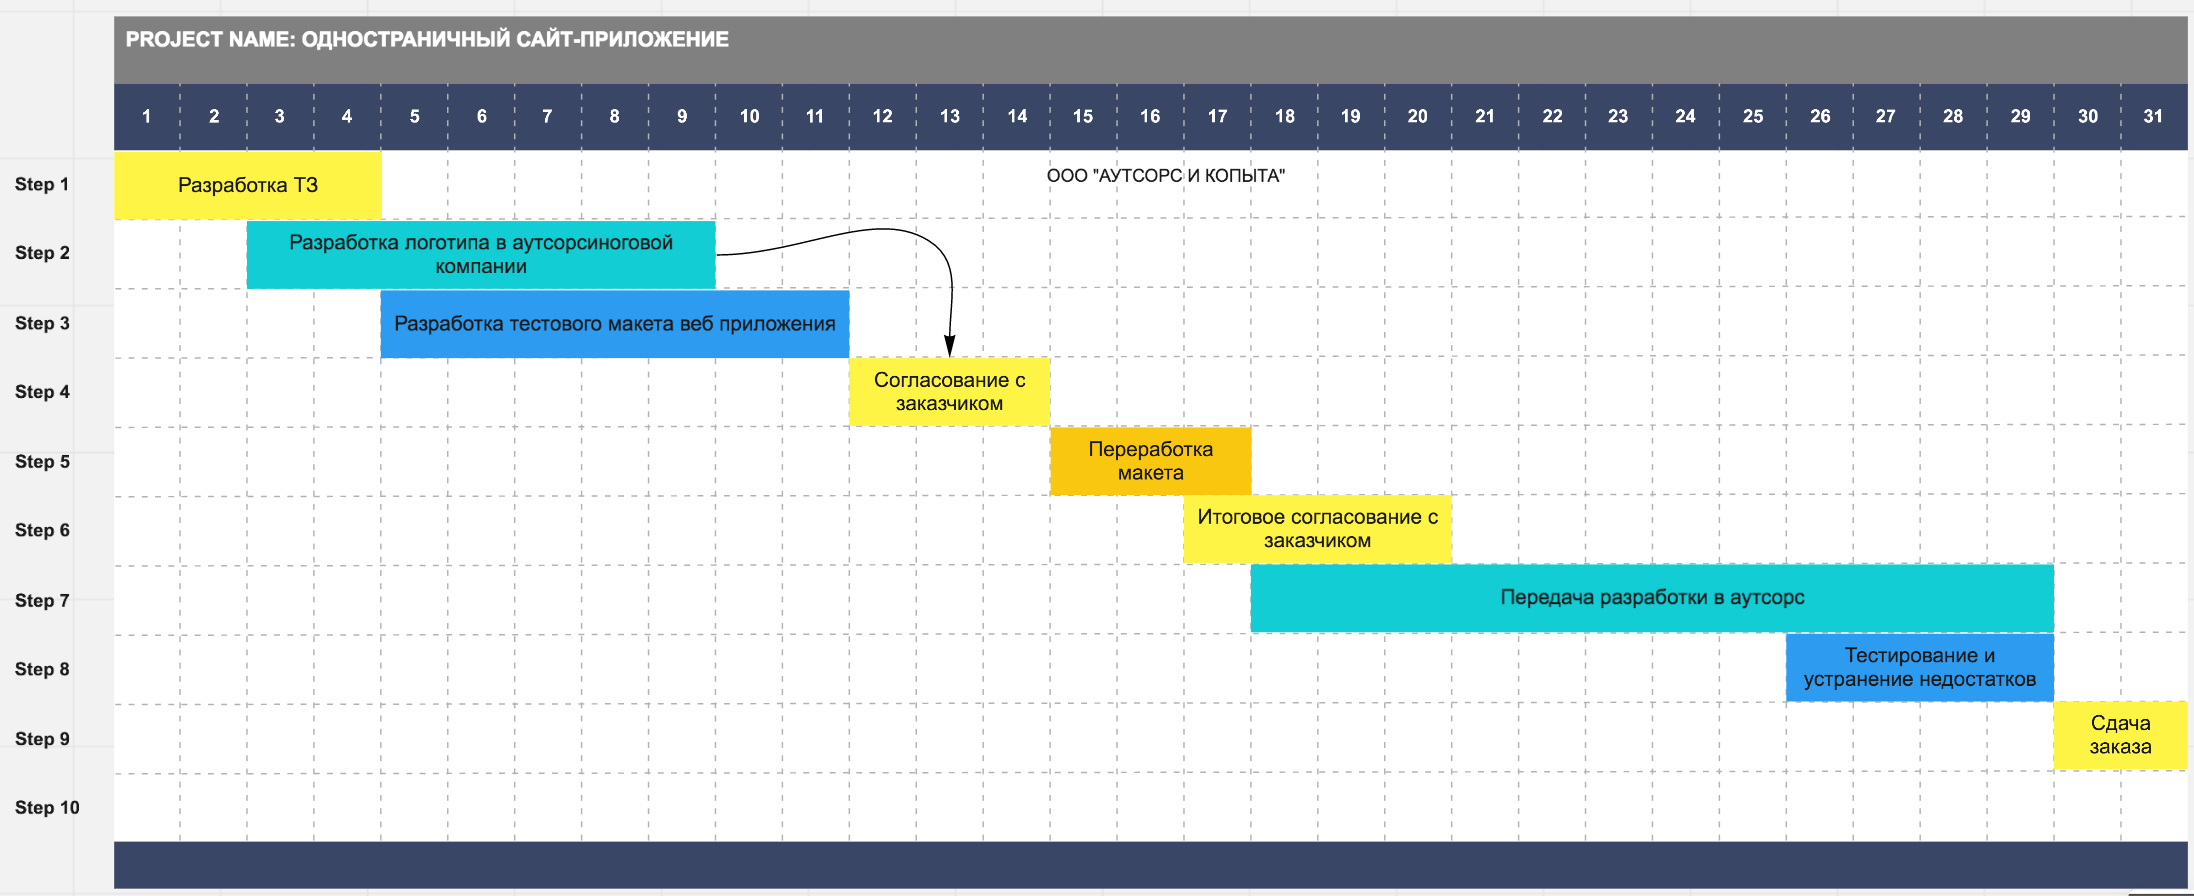 PROJECT NAME: ОДНОСТРАНИЧНЫЙ САЙТ-ПРИЛОЖЕНИЕ
1 2 3 4 5 6 7 8 9 10 11 12 13 14 15 16 17 18 19 20 21 22 23 24 25 26 27 28 29 30 31
Step 1
Разработка ТЗ
ООО "АУТСОРС И КОПЫТА"
Step 2
Разработка логотипа в аутсорсиноговой
компании
Step 3
Разработка тестового макета веб приложения
Step 4
Согласование с
заказчиком
Step 5
Переработка
макета
Step 6
Итоговое согласование с
заказчиком
Step 7
Передача разработки в аутсорс
Step 8
Тестирование и
устранение недостатков
Step 9
Сдача
заказа
Step 10